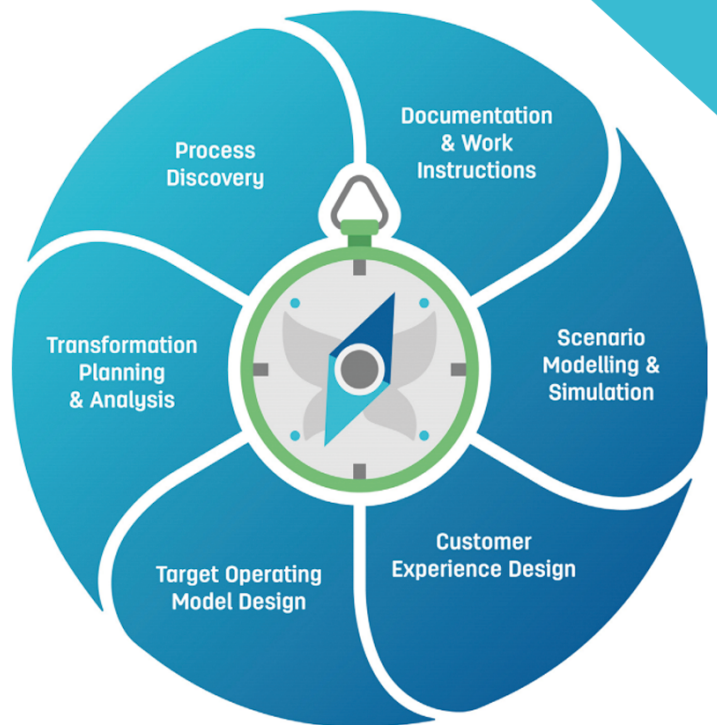 Process
Discovery
Documentation
& Work
Instructions
Scenario
Modelling &
Simulation
Customer
Experience Design
Target Operating
Model Design
Transformation
Planning
& Analysis